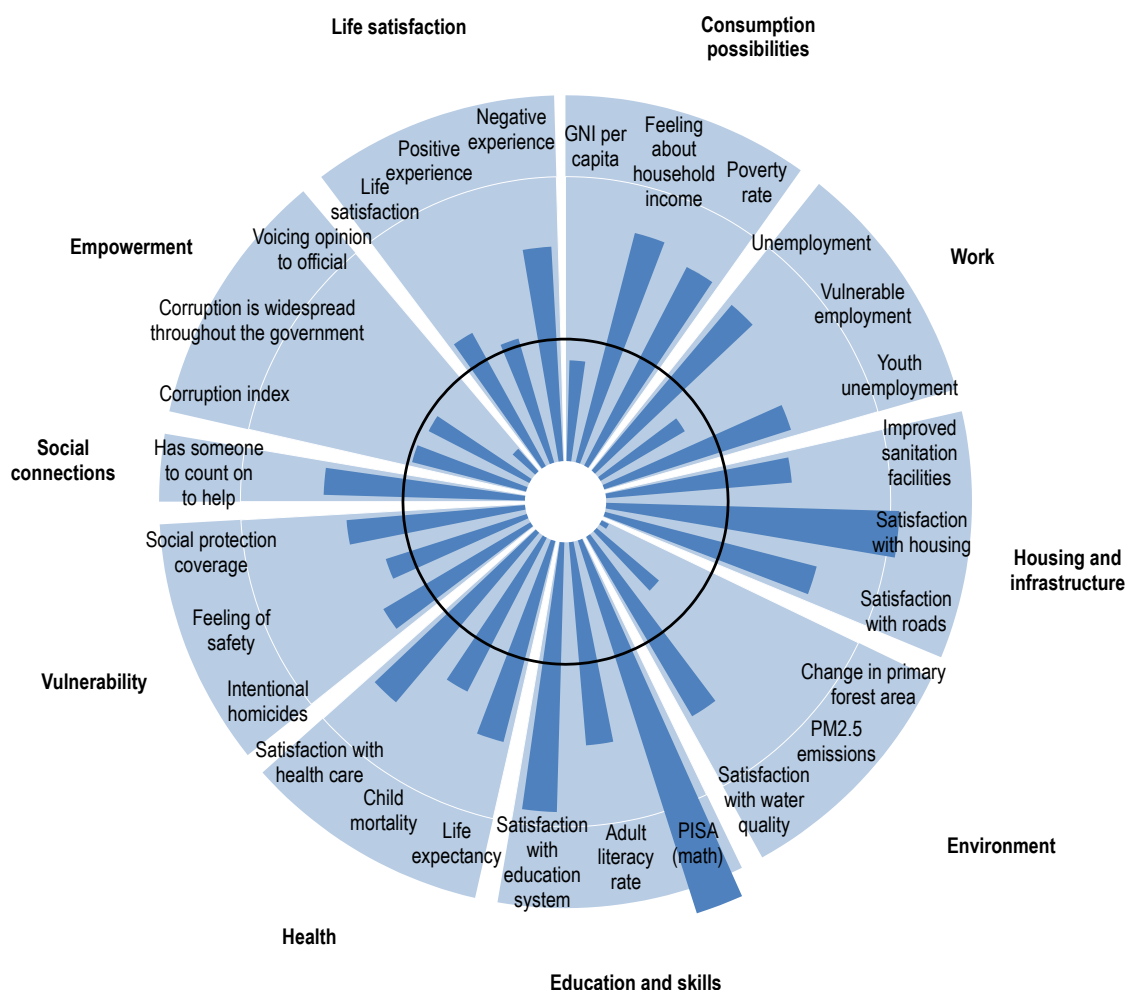 Life satisfaction
Consumption
possibilities
Negative
experience
Positive
experience
Life
satisfaction
GNI per
capita
Feeling
about
household
income
Poverty
rate
Empowerment
Voicing opinion
to official
Corruption is widespread
throughout the government
Corruption index
Unemployment
Vulnerable
employment
Youth
unemployment
Work
Social
connections
Has someone
to count on
to help
Improved
sanitation
facilities
Satisfaction
with housing
Satisfaction
with roads
Housing and
infrastructure
Social protection
coverage
Feeling of
safety
Intentional
homicides
Vulnerability
Change in primary
forest area
PM2.5
emissions
Satisfaction
with water
quality
Environment
Satisfaction with
health care
Child
mortality
Life
expectancy
Health
Satisfaction
with
education
system
Adult
literacy
rate
PISA
(math)
Education and skills